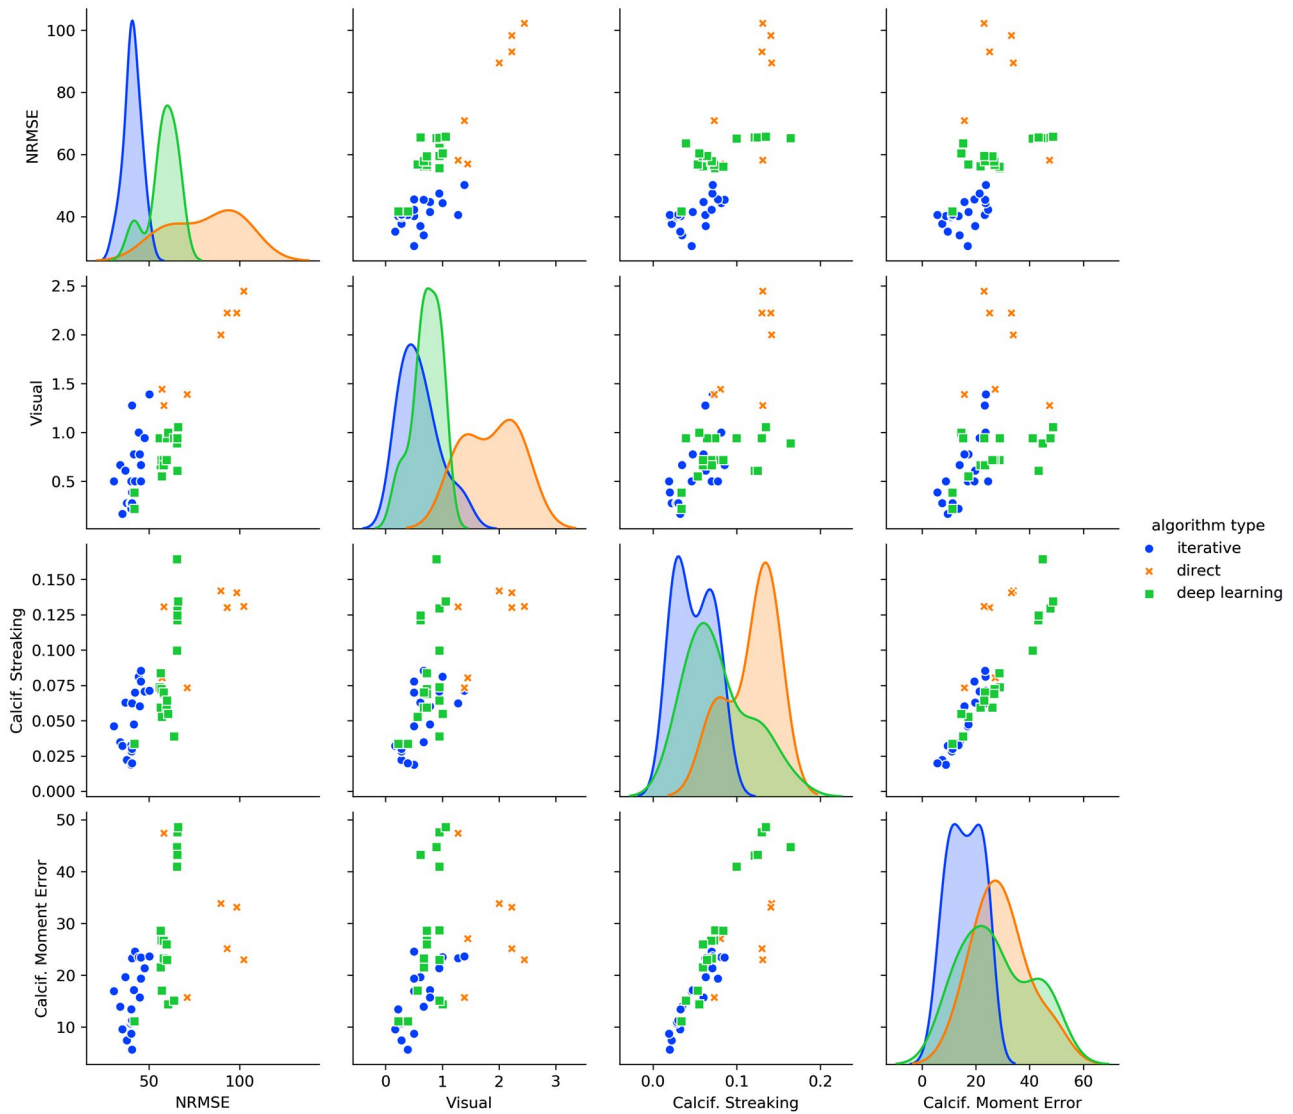 100
80
60
40
NRMSE
2.5
2.0
1.5
1.0
0.5
Visual
algorithm type
iterative
direct
deep learning
0.150
0.125
0.100
0.075
0.050
0.025
0.000
Calcif. Streaking
50
40
30
20
10
Calcif. Moment Error
50 100
0 1 2 3
0.0 0.1 0.2
0 20 40 60
NRMSE
Visual
Calcif. Streaking
Calcif. Moment Error